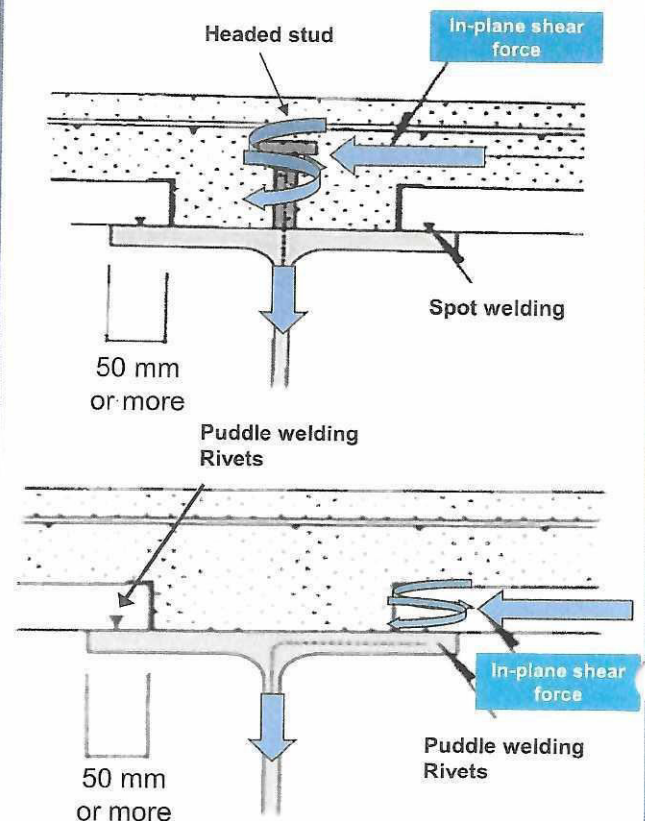 Headed stud
In-plane shear
force
Spot welding
50 mm
or more
Puddle welding
Rivets
In-plane shear
force
Puddle welding
Rivets
50 mm
or more